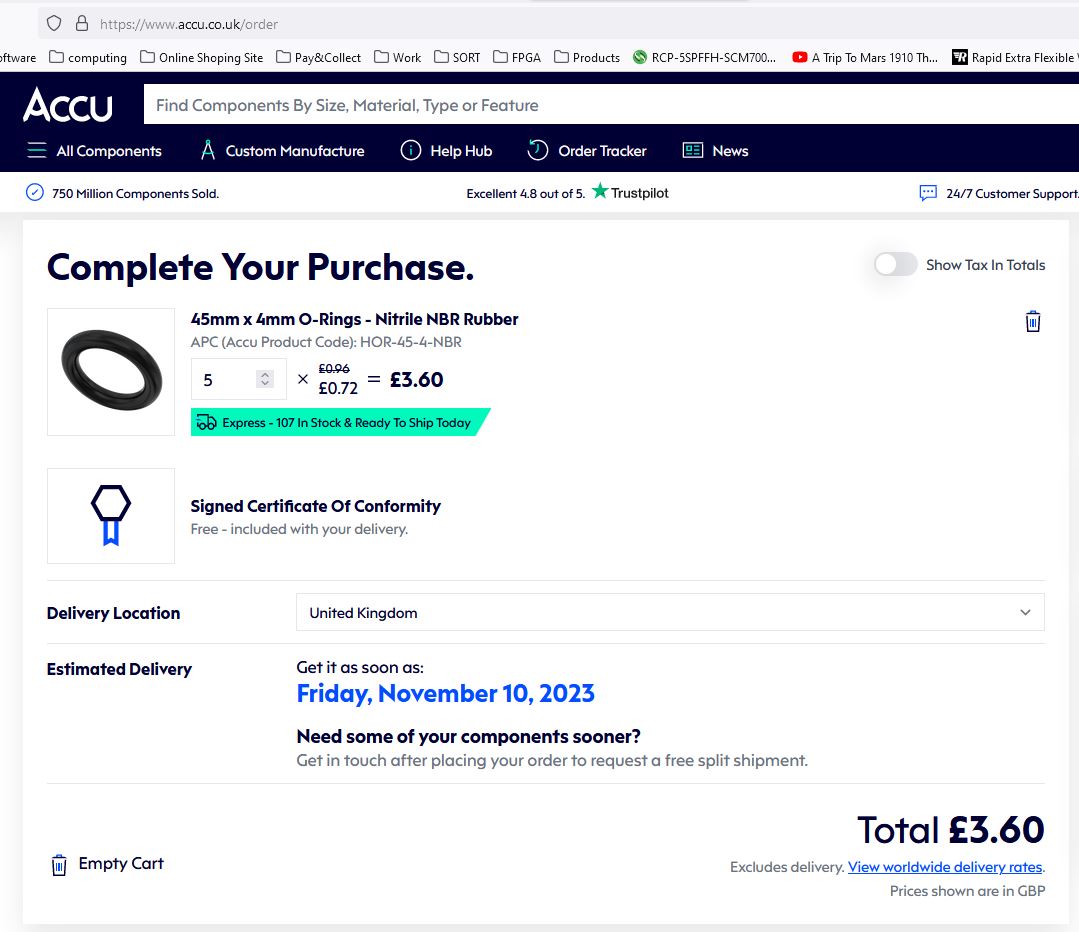 https://www.accu.co.uk/order
oftware computing Online Shoping Site Pay&Collect Work SORT FPGA Products RCP-5SPFFH-SCM700... A Trip To Mars 1910 Th... Rapid Extra Flexible
Accu Find Components By Size, Material, Type or Feature
All Components Custom Manufacture Help Hub Order Tracker News
750 Million Components Sold. Excellent 4.8 out of 5. Trustpilot 24/7 Customer Support.
Complete Your Purchase. Show Tax In Totals
45mm x 4mm O-Rings - Nitrile NBR Rubber
APC (Accu Product Code): HOR-45-4-NBR
£0.96
5 × £0.72 = £3.60
Express - 107 In Stock & Ready To Ship Today
Signed Certificate Of Conformity
Free - included with your delivery.
Delivery Location United Kingdom
Estimated Delivery Get it as soon as:
Friday, November 10, 2023
Need some of your components sooner?
Get in touch after placing your order to request a free split shipment.
Total £3.60
Empty Cart
Excludes delivery. View worldwide delivery rates.
Prices shown are in GBP